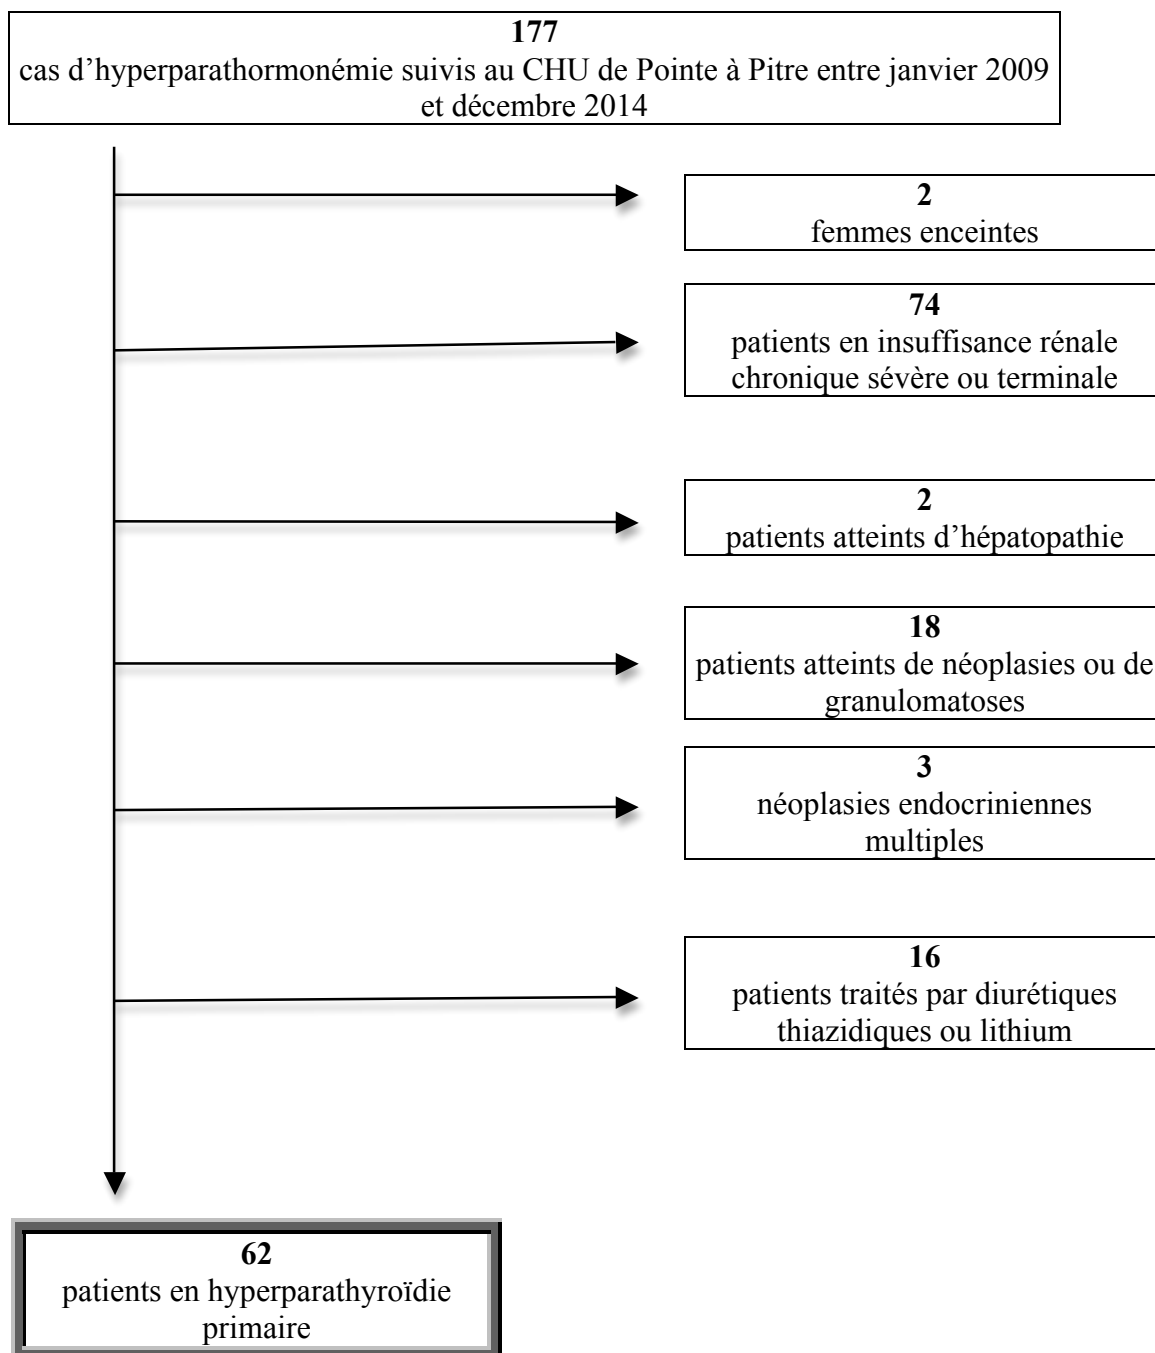 177
cas d’hyperparathormonémie suivis au CHU de Pointe à Pitre entre janvier 2009
et décembre 2014
2
femmes enceintes
74
patients en insuffisance rénale
chronique sévère ou terminale
2
patients atteints d’hépatopathie
18
patients atteints de néoplasies ou de
granulomatoses
3
néoplasies endocriniennes
multiples
16
patients traités par diurétiques
thiazidiques ou lithium
62
patients en hyperparathyroïdie
primaire